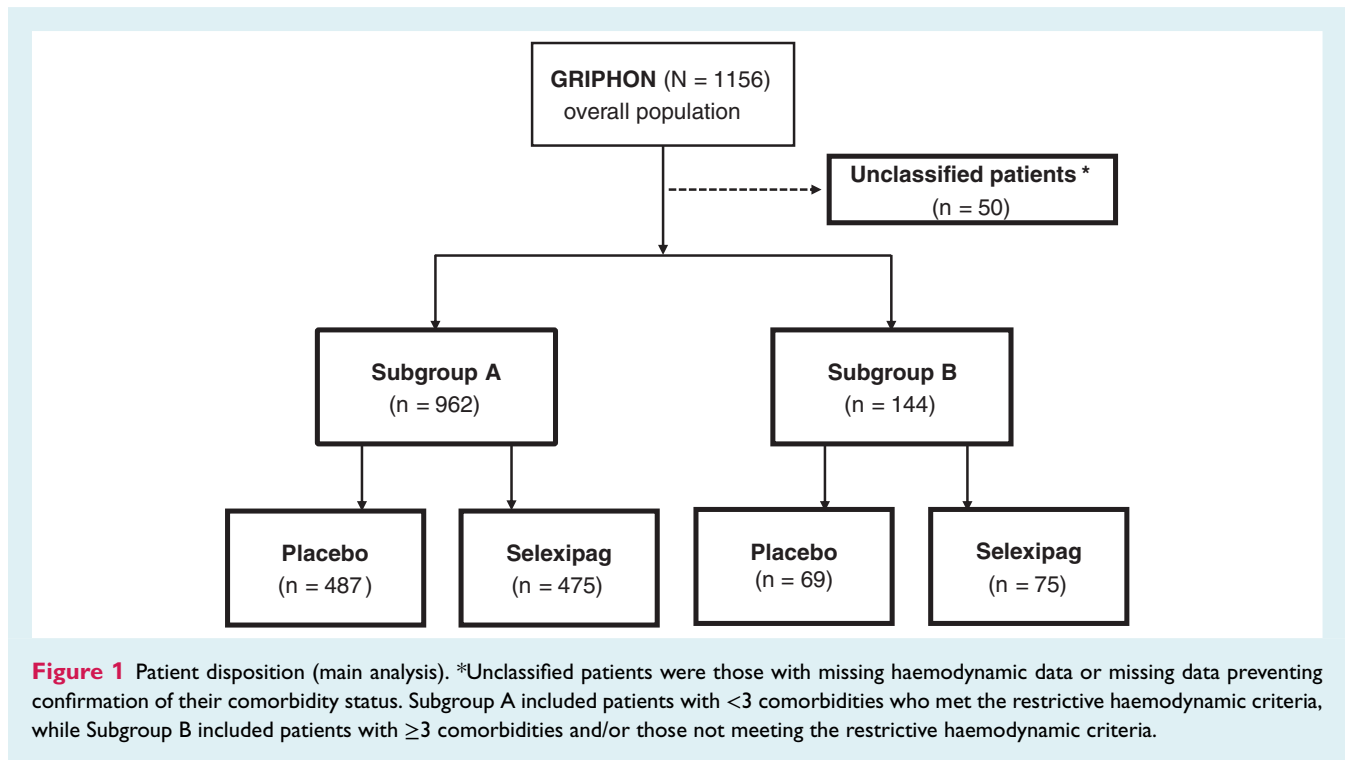 GRIPHON (N = 1156)
overall population
Unclassified patients *
(n = 50)
Subgroup A
(n = 962)
Subgroup B
(n = 144)
Placebo
(n = 487)
Selexipag
(n = 475)
Placebo
(n = 69)
Selexipag
(n = 75)
Figure 1 Patient disposition (main analysis). *Unclassified patients were those with missing haemodynamic data or missing data preventing
confirmation of their comorbidity status. Subgroup A included patients with <3 comorbidities who met the restrictive haemodynamic criteria,
while Subgroup B included patients with ≥3 comorbidities and/or those not meeting the restrictive haemodynamic criteria.